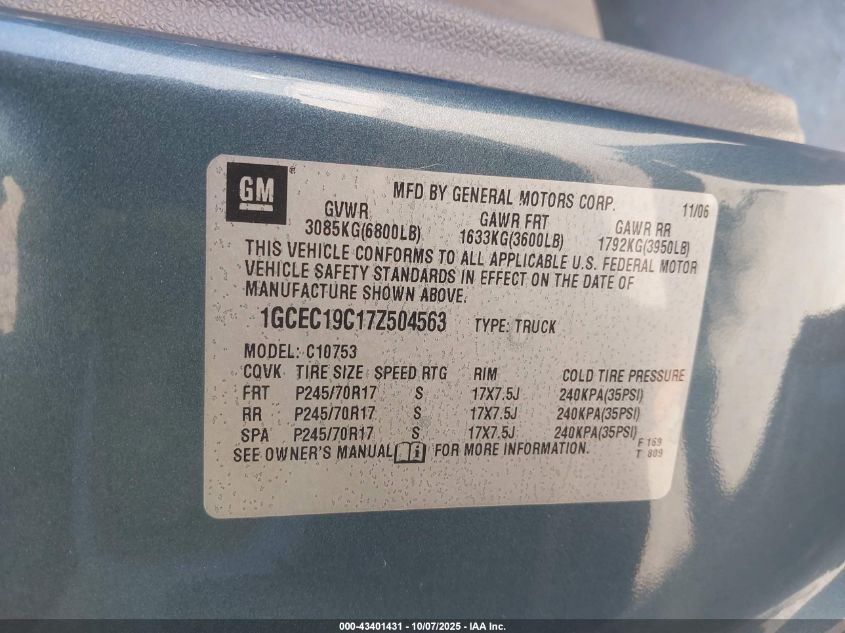 GM ®
MFD BY GENERAL MOTORS CORP. 11/06
GVWR GAWR FRT GAWR RR
3085KG(6800LB) 1633KG(3600LB) 1792KG(3950LB)
THIS VEHICLE CONFORMS TO ALL APPLICABLE U.S. FEDERAL MOTOR
VEHICLE SAFETY STANDARDS IN EFFECT ON THE DATE OF
MANUFACTURE SHOWN ABOVE.
1GCEC19C17Z504563 TYPE: TRUCK
MODEL: C10753
CQVK TIRE SIZE SPEED RTG RIM COLD TIRE PRESSURE
FRT P245/70R17 S 17X7.5J 240KPA(35PSI)
RR P245/70R17 S 17X7.5J 240KPA(35PSI)
SPA P245/70R17 S 17X7.5J 240KPA(35PSI)
SEE OWNER'S MANUAL FOR MORE INFORMATION.
F 169
T 809
000-43401431 - 10/07/2025 - IAA Inc.